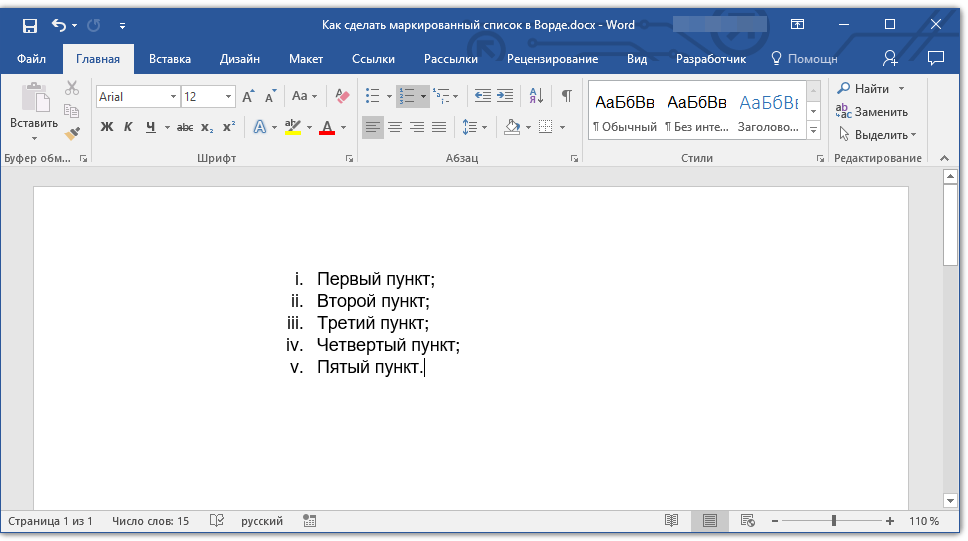 Как сделать маркированный список в Ворде.docx - Word
Файл Главная Вставка Дизайн Макет Ссылки Рассылки Рецензирование Вид Разработчик Помощн
Вставить
Arial 12
Aa
Ж К Ч abc x₂ x²
A ab A
АаБбВв АаБбВв АаБбВі
¶ Обычный ¶ Без инте... Заголово...
Найти
Заменить
Выделить
Буфер обм... Шрифт Абзац Стили Редактирование
i. Первый пункт;
ii. Второй пункт;
iii. Третий пункт;
iv. Четвертый пункт;
v. Пятый пункт.
Страница 1 из 1 Число слов: 15 русский 110 %